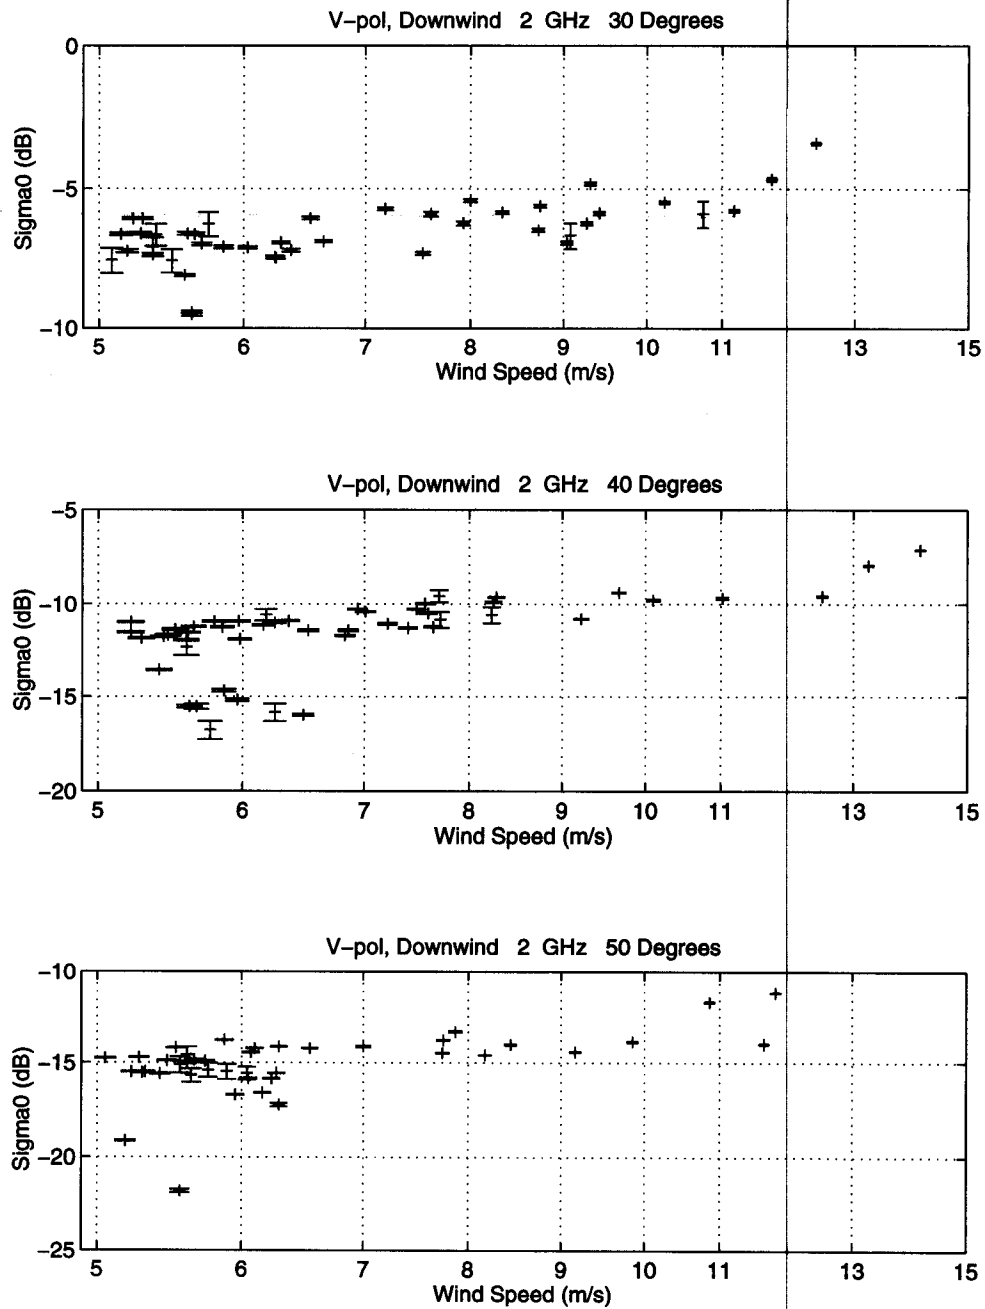 V-pol, Downwind 2 GHz 30 Degrees
0
-5
-10
Sigma0 (dB)
5 6 7 8 9 10 11 13 15
Wind Speed (m/s)
V-pol, Downwind 2 GHz 40 Degrees
-5
-10
-15
-20
Sigma0 (dB)
5 6 7 8 9 10 11 13 15
Wind Speed (m/s)
V-pol, Downwind 2 GHz 50 Degrees
-10
-15
-20
-25
Sigma0 (dB)
5 6 7 8 9 10 11 13 15
Wind Speed (m/s)